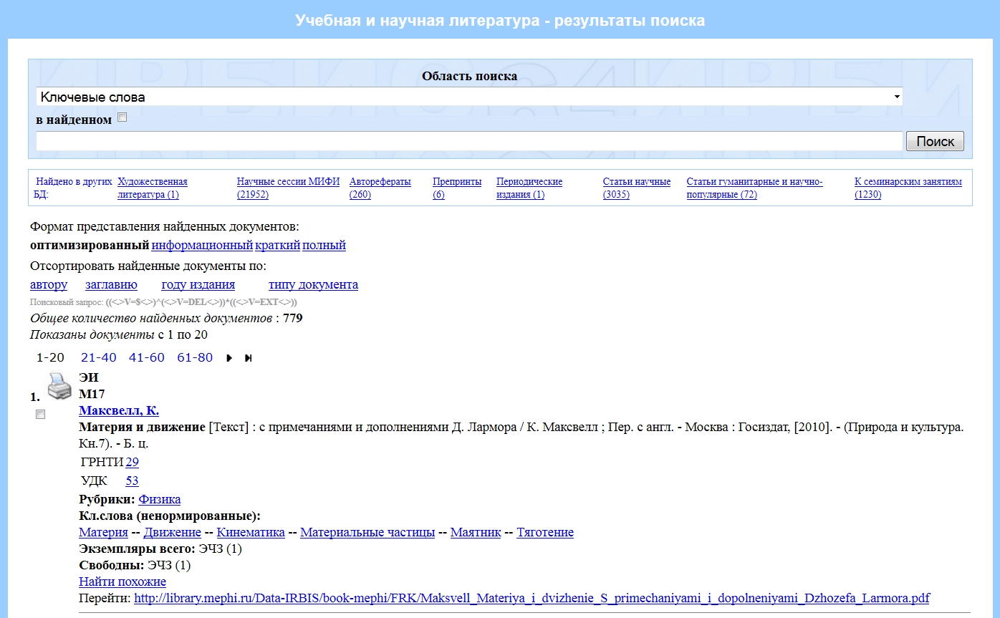 Учебная и научная литература - результаты поиска
Область поиска
Ключевые слова
в найденном
Поиск
Найдено в других БД:
Художественная литература (1)
Научные сессии МИФИ (21952)
Авторефераты (260)
Препринты (6)
Периодические издания (1)
Статьи научные (3035)
Статьи гуманитарные и научно-популярные (72)
К семинарским занятиям (1230)
Формат представления найденных документов:
оптимизированный информационный краткий полный
Отсортировать найденные документы по:
автору заглавию году издания типу документа
Поисковый запрос: ((<.>V=$<.>)^(<.>V=DEL<.>))*((<.>V=EXT<.>))
Общее количество найденных документов : 779
Показаны документы с 1 по 20
1-20 21-40 41-60 61-80
ЭИ
1. М17
Максвелл, К.
Материя и движение [Текст] : с примечаниями и дополнениями Д. Лармора / К. Максвелл ; Пер. с англ. - Москва : Госиздат, [2010]. - (Природа и культура.
Кн.7). - Б. ц.
ГРНТИ 29
УДК 53
Рубрики: Физика
Кл.слова (ненормированные):
Материя -- Движение -- Кинематика -- Материальные частицы -- Маятник -- Тяготение
Экземпляры всего: ЭЧЗ (1)
Свободны: ЭЧЗ (1)
Найти похожие
Перейти: http://library.mephi.ru/Data-IRBIS/book-mephi/FRK/Maksvell_Materiya_i_dvizhenie_S_primechaniyami_i_dopolneniyami_Dzhozefa_Larmora.pdf